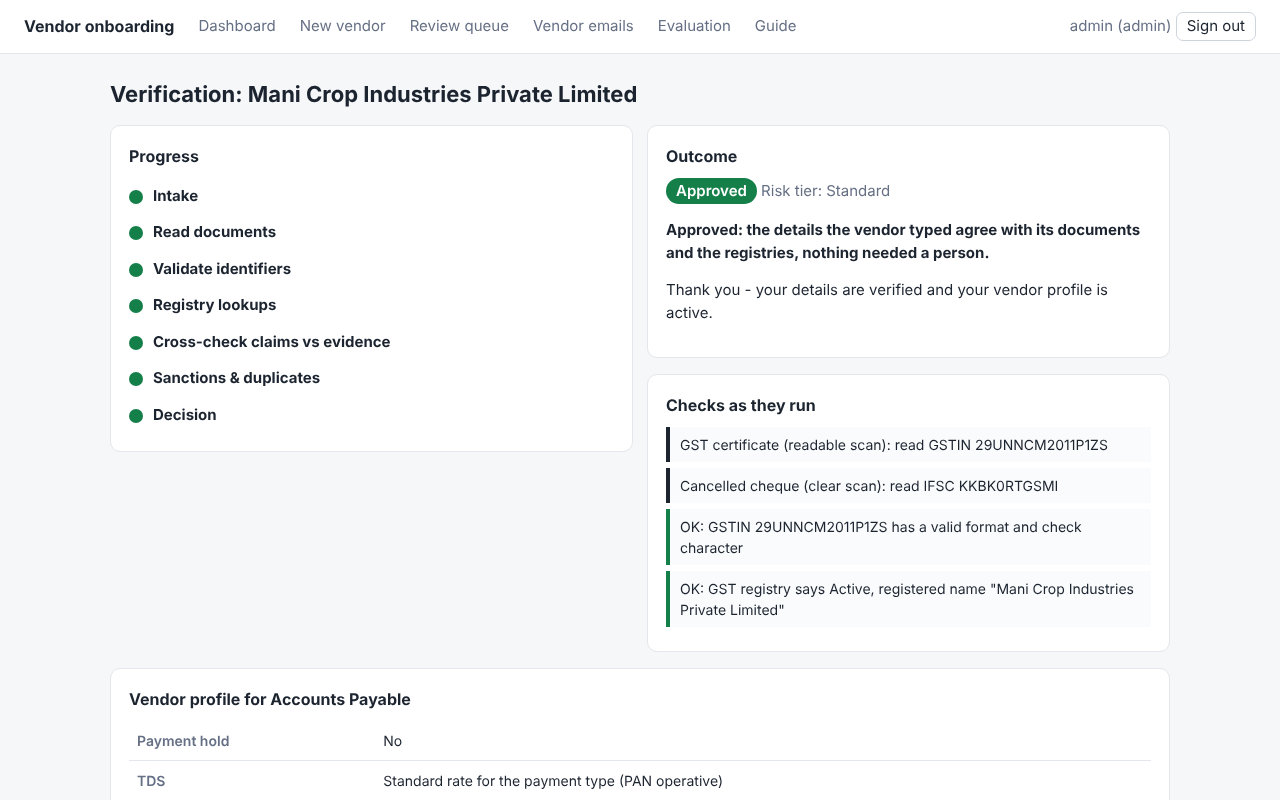 Vendor onboarding Dashboard New vendor Review queue Vendor emails Evaluation Guide admin (admin) Sign out
Verification: Mani Crop Industries Private Limited
Progress
Intake
Read documents
Validate identifiers
Registry lookups
Cross-check claims vs evidence
Sanctions & duplicates
Decision
Outcome
Approved Risk tier: Standard
Approved: the details the vendor typed agree with its documents
and the registries, nothing needed a person.
Thank you - your details are verified and your vendor profile is
active.
Checks as they run
GST certificate (readable scan): read GSTIN 29UNNCM2011P1ZS
Cancelled cheque (clear scan): read IFSC KKBK0RTGSMI
OK: GSTIN 29UNNCM2011P1ZS has a valid format and check
character
OK: GST registry says Active, registered name "Mani Crop Industries
Private Limited"
Vendor profile for Accounts Payable
Payment hold No
TDS Standard rate for the payment type (PAN operative)